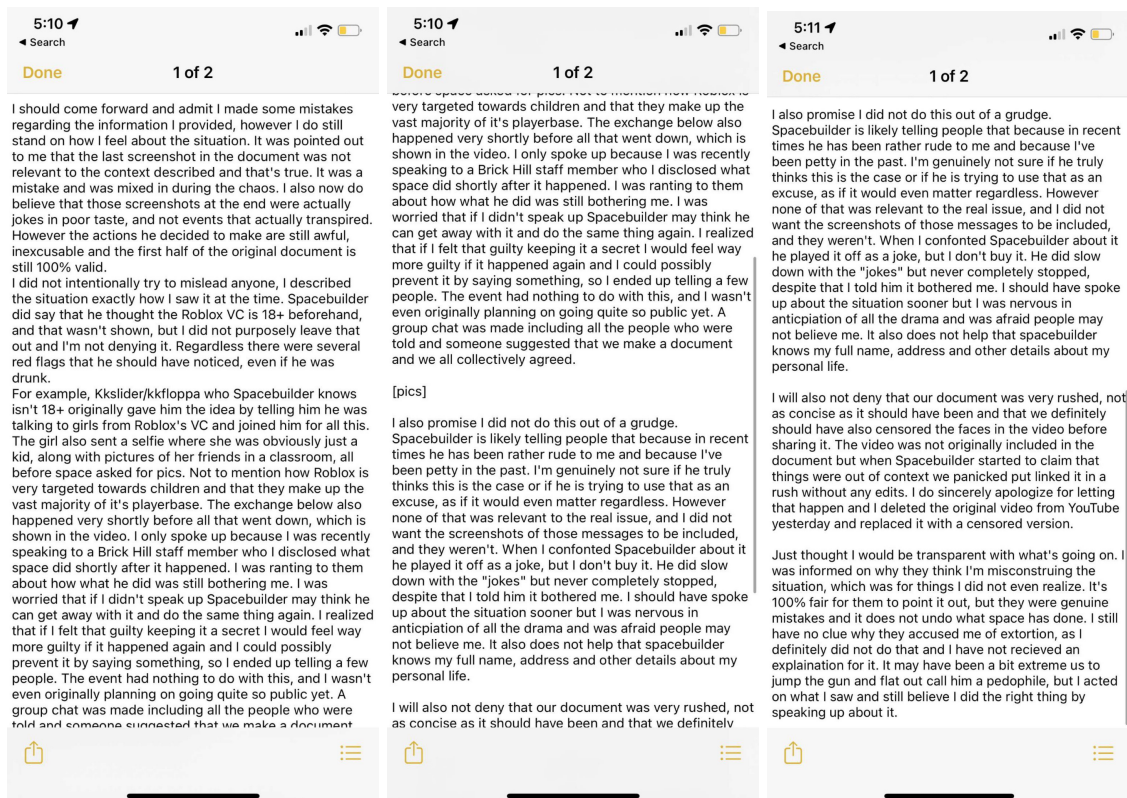 5:10
◀ Search
Done
1 of 2
I should come forward and admit I made some mistakes
regarding the information I provided, however I do still
stand on how I feel about the situation. It was pointed out
to me that the last screenshot in the document was not
relevant to the context described and that's true. It was a
mistake and was mixed in during the chaos. I also now do
believe that those screenshots at the end were actually
jokes in poor taste, and not events that actually transpired.
However the actions he decided to make are still awful,
inexcusable and the first half of the original document is
still 100% valid.
I did not intentionally try to mislead anyone, I described
the situation exactly how I saw it at the time. Spacebuilder
did say that he thought the Roblox VC is 18+ beforehand,
and that wasn't shown, but I did not purposely leave that
out and I'm not denying it. Regardless there were several
red flags that he should have noticed, even if he was
drunk.
For example, Kkslider/kkfloppa who Spacebuilder knows
isn't 18+ originally gave him the idea by telling him he was
talking to girls from Roblox's VC and joined him for all this.
The girl also sent a selfie where she was obviously just a
kid, along with pictures of her friends in a classroom, all
before space asked for pics. Not to mention how Roblox is
very targeted towards children and that they make up the
vast majority of it's playerbase. The exchange below also
happened very shortly before all that went down, which is
shown in the video. I only spoke up because I was recently
speaking to a Brick Hill staff member who I disclosed what
space did shortly after it happened. I was ranting to them
about how what he did was still bothering me. I was
worried that if I didn't speak up Spacebuilder may think he
can get away with it and do the same thing again. I realized
that if I felt that guilty keeping it a secret I would feel way
more guilty if it happened again and I could possibly
prevent it by saying something, so I ended up telling a few
people. The event had nothing to do with this, and I wasn't
even originally planning on going quite so public yet. A
group chat was made including all the people who were
told and someone suggested that we make a document
5:10
◀ Search
Done
1 of 2
before space asked for pics. Not to mention how Roblox is
very targeted towards children and that they make up the
vast majority of it's playerbase. The exchange below also
happened very shortly before all that went down, which is
shown in the video. I only spoke up because I was recently
speaking to a Brick Hill staff member who I disclosed what
space did shortly after it happened. I was ranting to them
about how what he did was still bothering me. I was
worried that if I didn't speak up Spacebuilder may think he
can get away with it and do the same thing again. I realized
that if I felt that guilty keeping it a secret I would feel way
more guilty if it happened again and I could possibly
prevent it by saying something, so I ended up telling a few
people. The event had nothing to do with this, and I wasn't
even originally planning on going quite so public yet. A
group chat was made including all the people who were
told and someone suggested that we make a document
and we all collectively agreed.
[pics]
I also promise I did not do this out of a grudge.
Spacebuilder is likely telling people that because in recent
times he has been rather rude to me and because I've
been petty in the past. I'm genuinely not sure if he truly
thinks this is the case or if he is trying to use that as an
excuse, as if it would even matter regardless. However
none of that was relevant to the real issue, and I did not
want the screenshots of those messages to be included,
and they weren't. When I confonted Spacebuilder about it
he played it off as a joke, but I don't buy it. He did slow
down with the "jokes" but never completely stopped,
despite that I told him it bothered me. I should have spoke
up about the situation sooner but I was nervous in
anticpiation of all the drama and was afraid people may
not believe me. It also does not help that spacebuilder
knows my full name, address and other details about my
personal life.
I will also not deny that our document was very rushed, not
as concise as it should have been and that we definitely
5:11
◀ Search
Done
1 of 2
I also promise I did not do this out of a grudge.
Spacebuilder is likely telling people that because in recent
times he has been rather rude to me and because I've
been petty in the past. I'm genuinely not sure if he truly
thinks this is the case or if he is trying to use that as an
excuse, as if it would even matter regardless. However
none of that was relevant to the real issue, and I did not
want the screenshots of those messages to be included,
and they weren't. When I confonted Spacebuilder about it
he played it off as a joke, but I don't buy it. He did slow
down with the "jokes" but never completely stopped,
despite that I told him it bothered me. I should have spoke
up about the situation sooner but I was nervous in
anticpiation of all the drama and was afraid people may
not believe me. It also does not help that spacebuilder
knows my full name, address and other details about my
personal life.
I will also not deny that our document was very rushed, not
as concise as it should have been and that we definitely
should have also censored the faces in the video before
sharing it. The video was not originally included in the
document but when Spacebuilder started to claim that
things were out of context we panicked put linked it in a
rush without any edits. I do sincerely apologize for letting
that happen and I deleted the original video from YouTube
yesterday and replaced it with a censored version.
Just thought I would be transparent with what's going on. I
was informed on why they think I'm misconstruing the
situation, which was for things I did not even realize. It's
100% fair for them to point it out, but they were genuine
mistakes and it does not undo what space has done. I still
have no clue why they accused me of extortion, as I
definitely did not do that and I have not recieved an
explaination for it. It may have been a bit extreme us to
jump the gun and flat out call him a pedophile, but I acted
on what I saw and still believe I did the right thing by
speaking up about it.